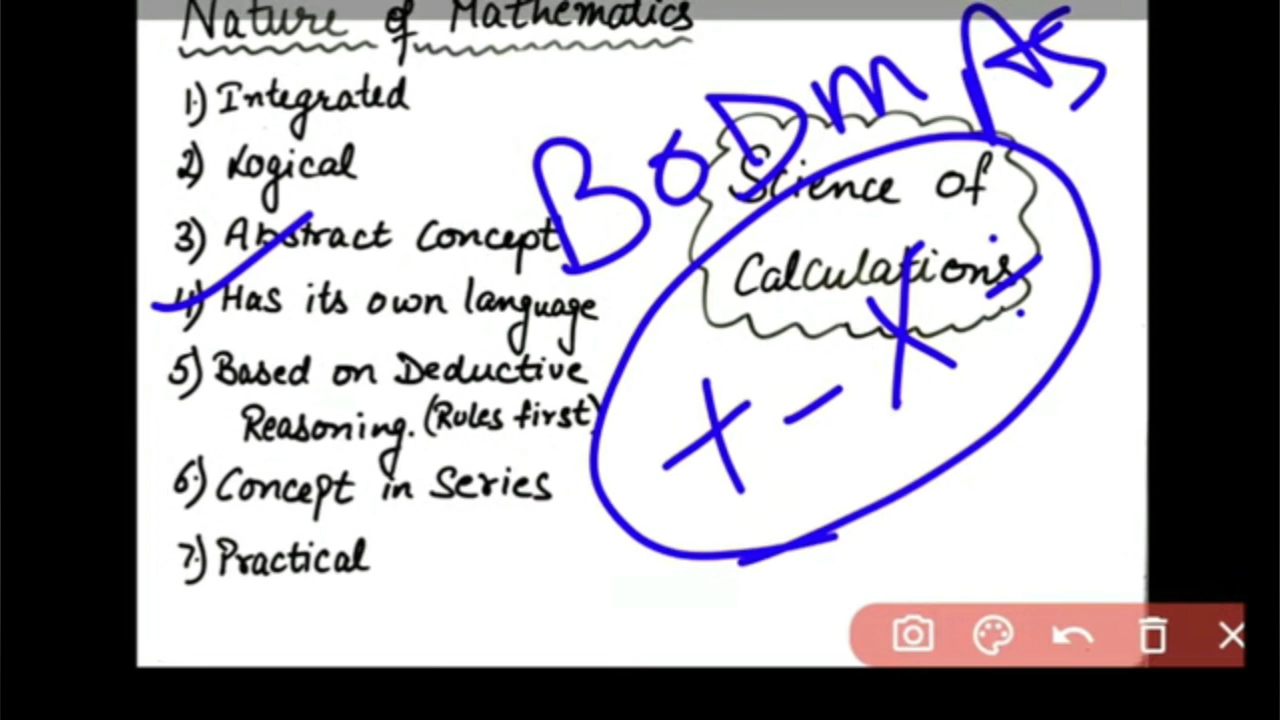 Nature of Mathematics
1.) Integrated
2) Logical
3) Abstract Concept
4) Has its own language
5) Based on Deductive
Reasoning. (Rules first)
6.) Concept in Series
7.) Practical
BODMAS
Science of
Calculations
+ - × ÷